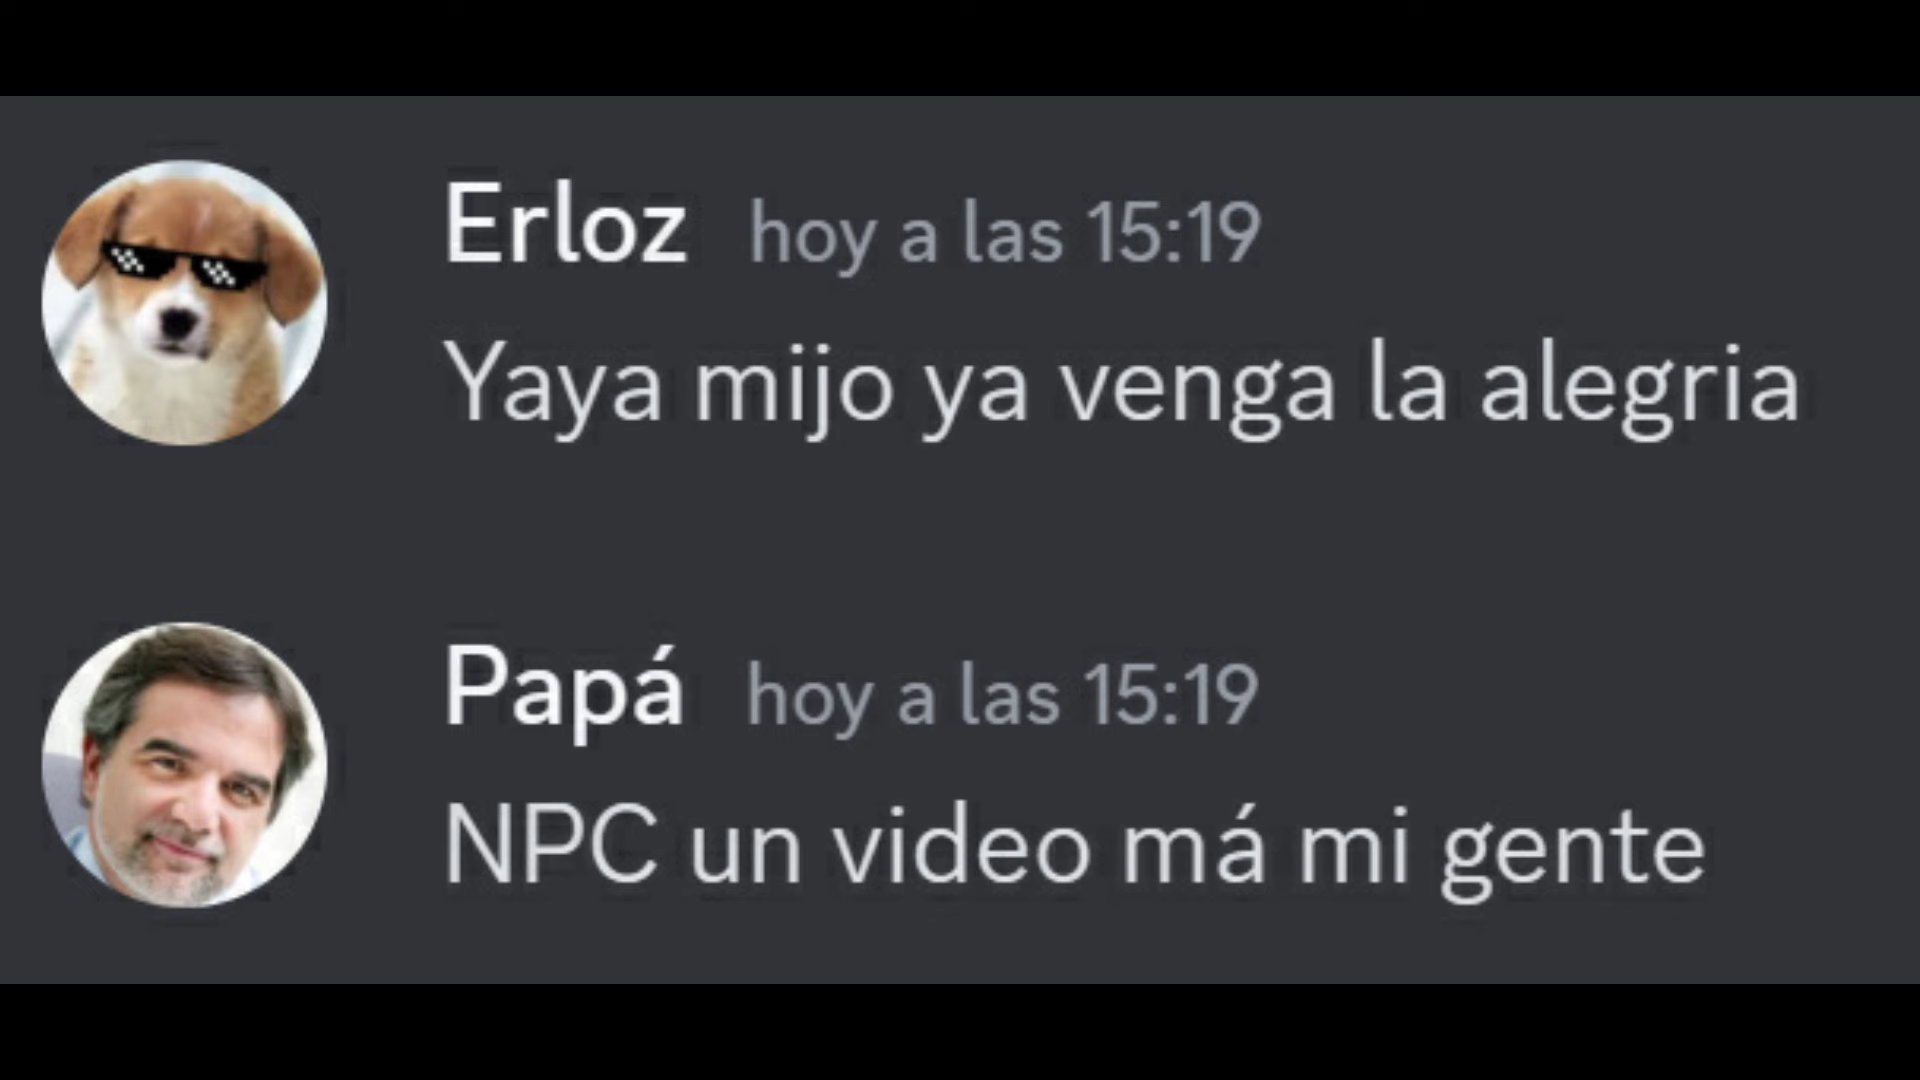 Erloz hoy a las 15:19
Yaya mijo ya venga la alegria
Papá hoy a las 15:19
NPC un video má mi gente